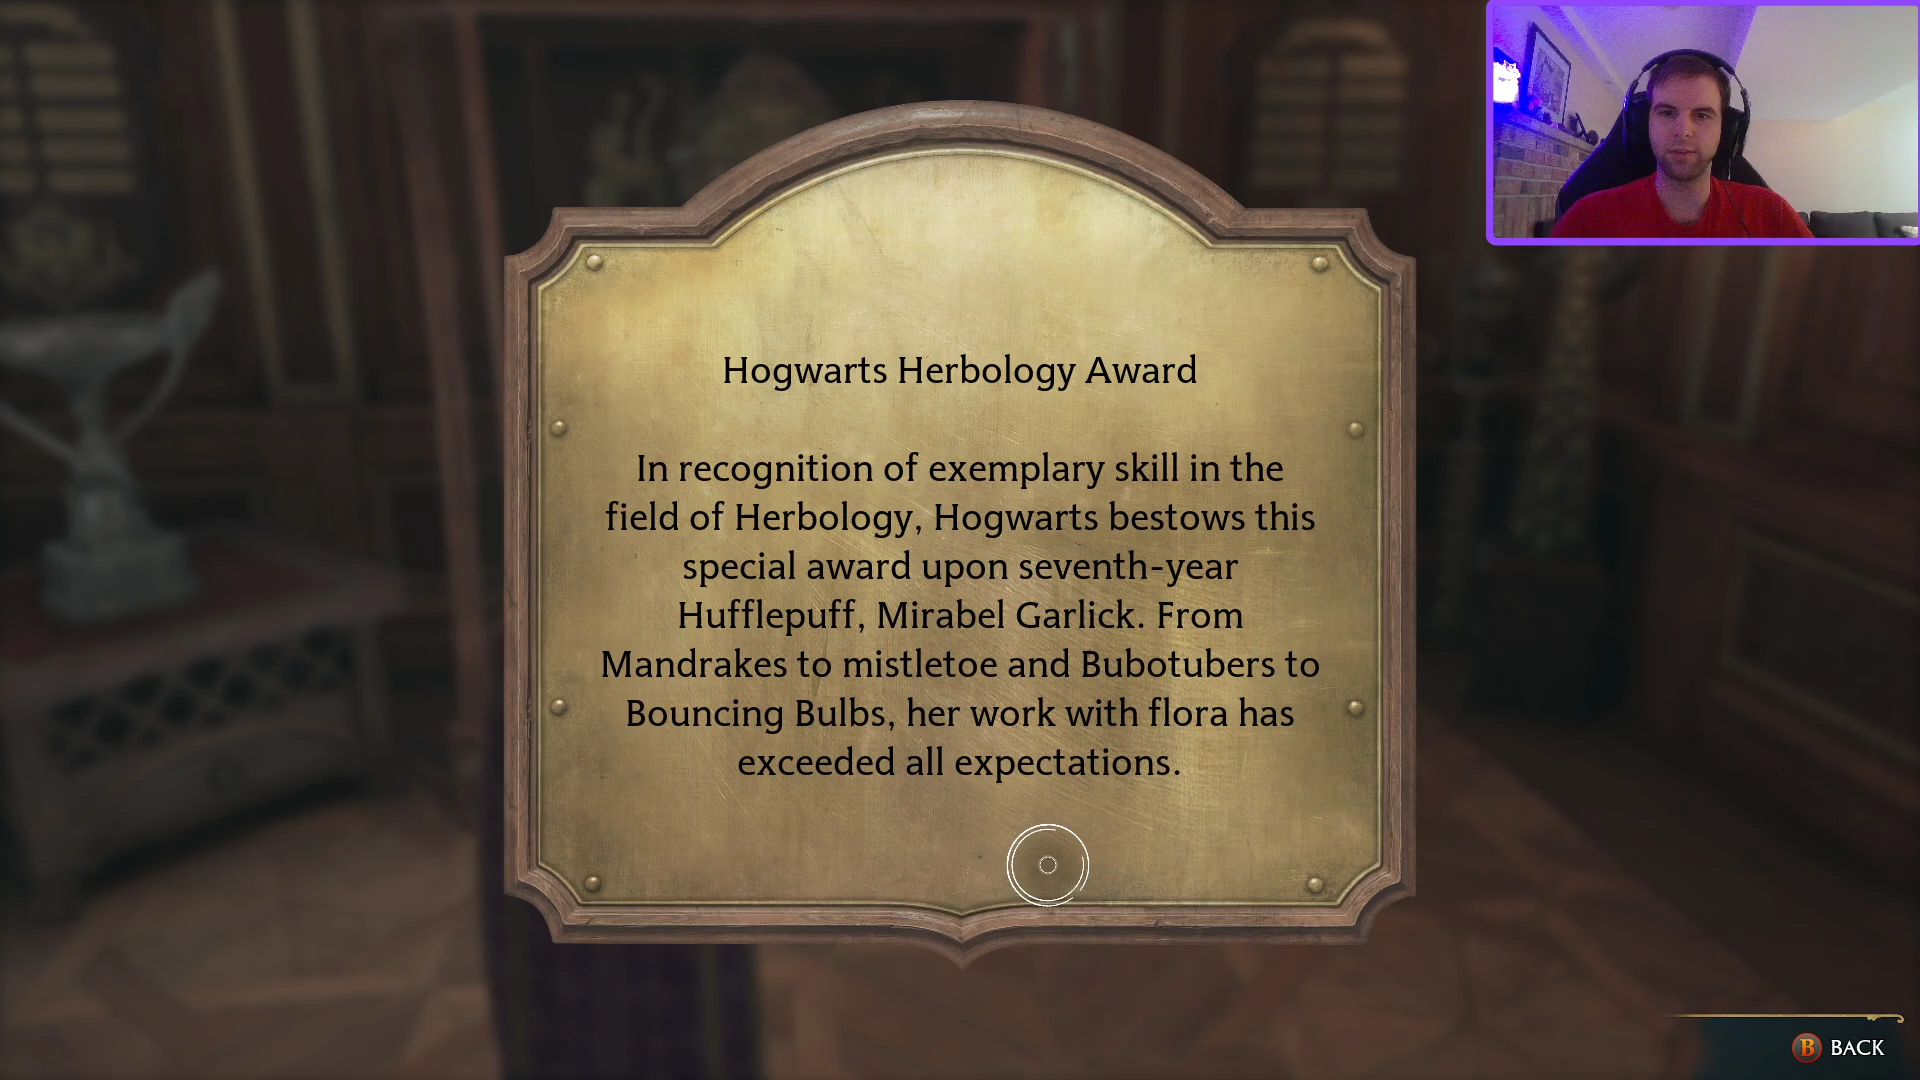 Hogwarts Herbology Award
In recognition of exemplary skill in the
field of Herbology, Hogwarts bestows this
special award upon seventh-year
Hufflepuff, Mirabel Garlick. From
Mandrakes to mistletoe and Bubotubers to
Bouncing Bulbs, her work with flora has
exceeded all expectations.
B BACK